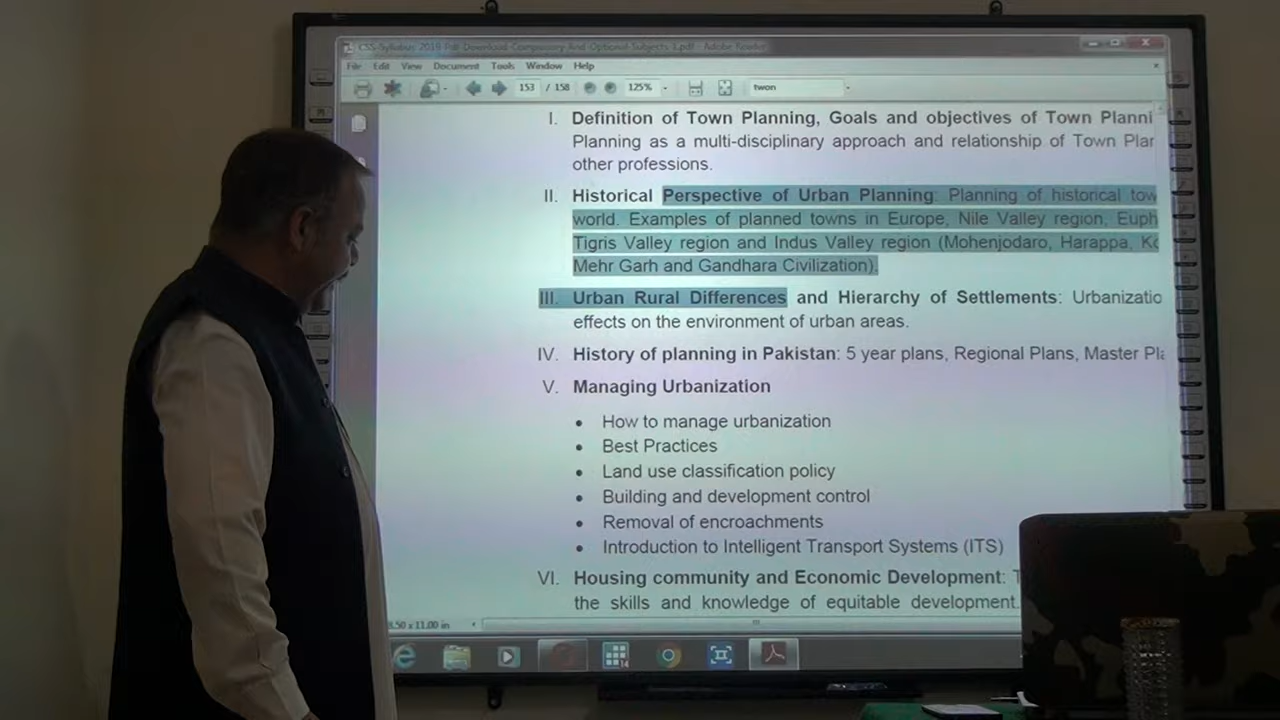 CSS-Syllabus 2019 Pdf Download Compulsory And Optional Subjects 3.pdf - Adobe Reader
File Edit View Document Tools Window Help
153 / 158 125% twon
I. Definition of Town Planning, Goals and objectives of Town Planni
Planning as a multi-disciplinary approach and relationship of Town Plan
other professions.
II. Historical Perspective of Urban Planning: Planning of historical tow
world. Examples of planned towns in Europe, Nile Valley region, Euph
Tigris Valley region and Indus Valley region (Mohenjodaro, Harappa, Ko
Mehr Garh and Gandhara Civilization).
III. Urban Rural Differences and Hierarchy of Settlements: Urbanizatio
effects on the environment of urban areas.
IV. History of planning in Pakistan: 5 year plans, Regional Plans, Master Pla
V. Managing Urbanization
• How to manage urbanization
• Best Practices
• Land use classification policy
• Building and development control
• Removal of encroachments
• Introduction to Intelligent Transport Systems (ITS)
VI. Housing community and Economic Development: T
the skills and knowledge of equitable development.
8.50 x 11.00 in
14